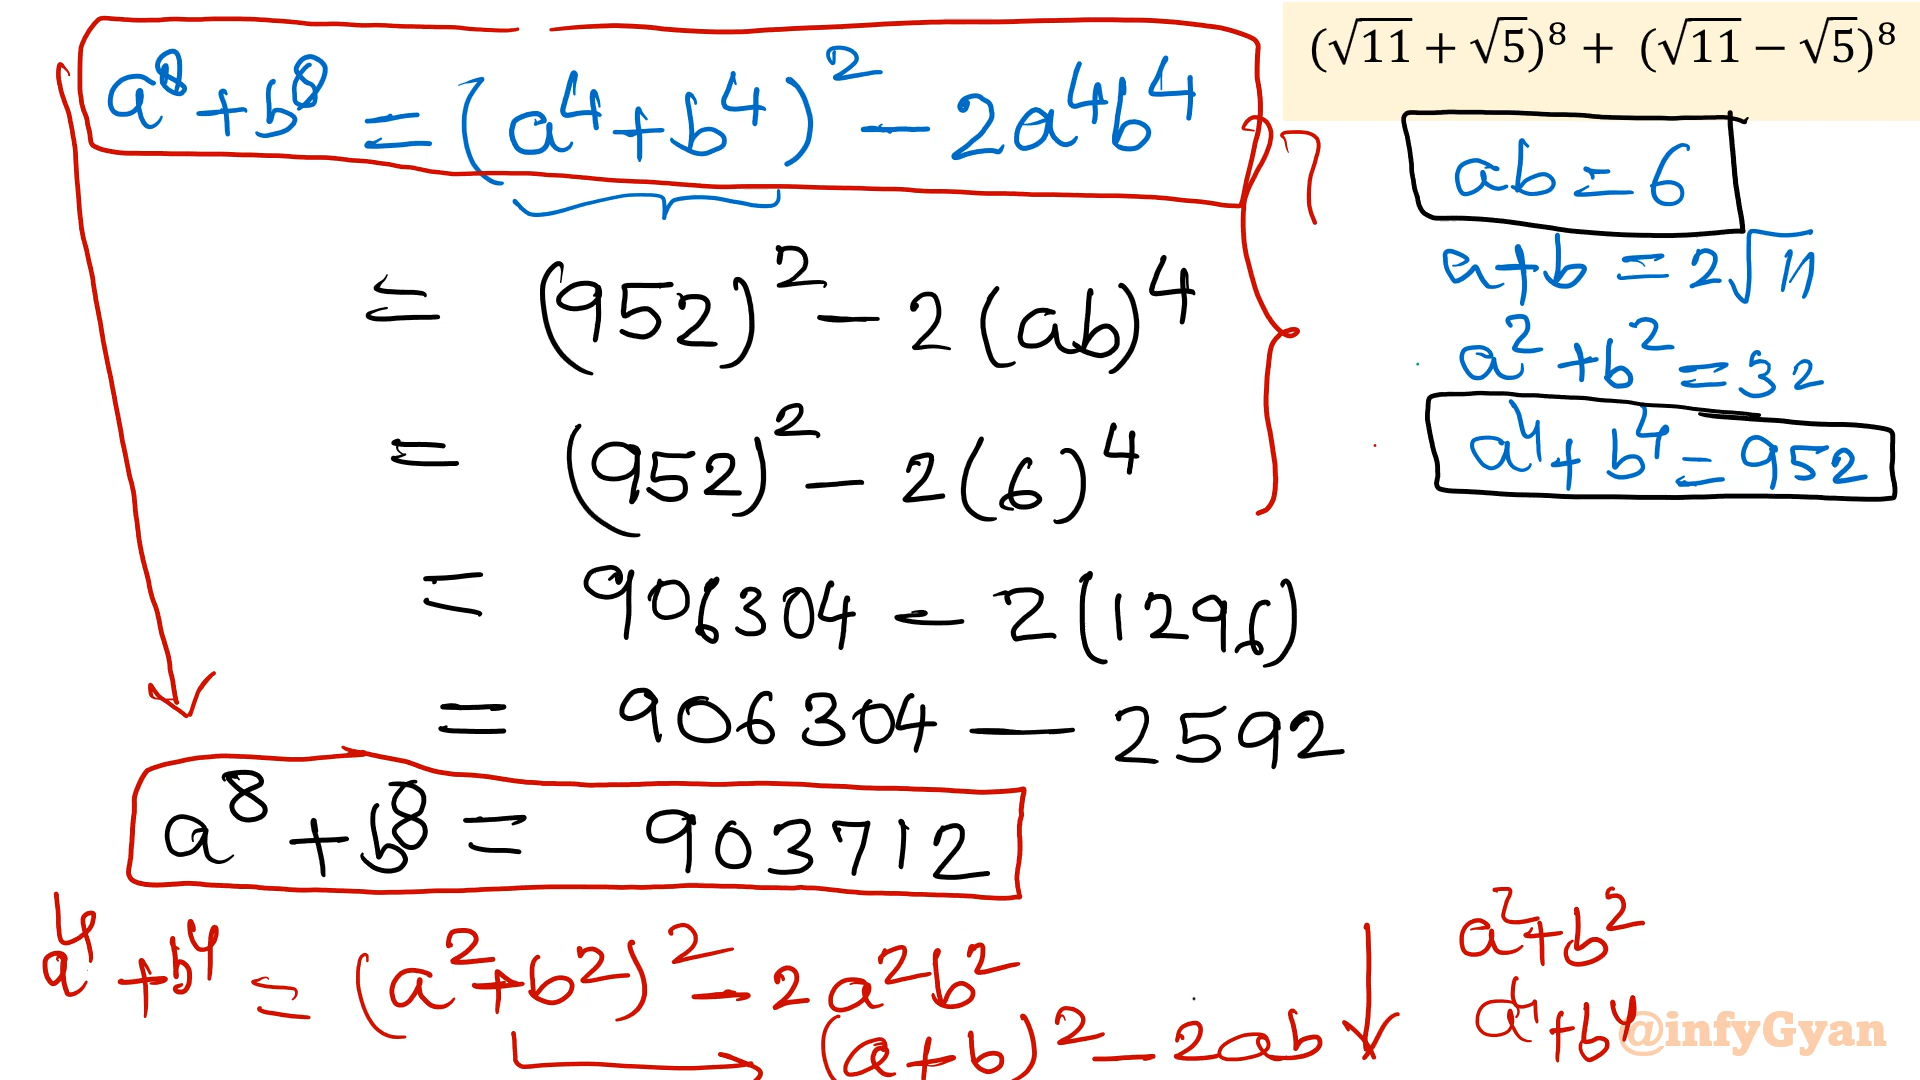 (√11 + √5)⁸ + (√11 − √5)⁸
a⁸ + b⁸ = (a⁴ + b⁴)² − 2a⁴b⁴
ab = 6
a + b = 2√11
= (952)² − 2(ab)⁴
a² + b² = 32
= (952)² − 2(6)⁴
a⁴ + b⁴ = 952
= 906304 − 2(1296)
= 906304 − 2592
a⁸ + b⁸ = 903712
a⁴ + b⁴ = (a² + b²)² − 2a²b²
(a + b)² − 2ab
a² + b²
a⁴ + b⁴
@infyGyan